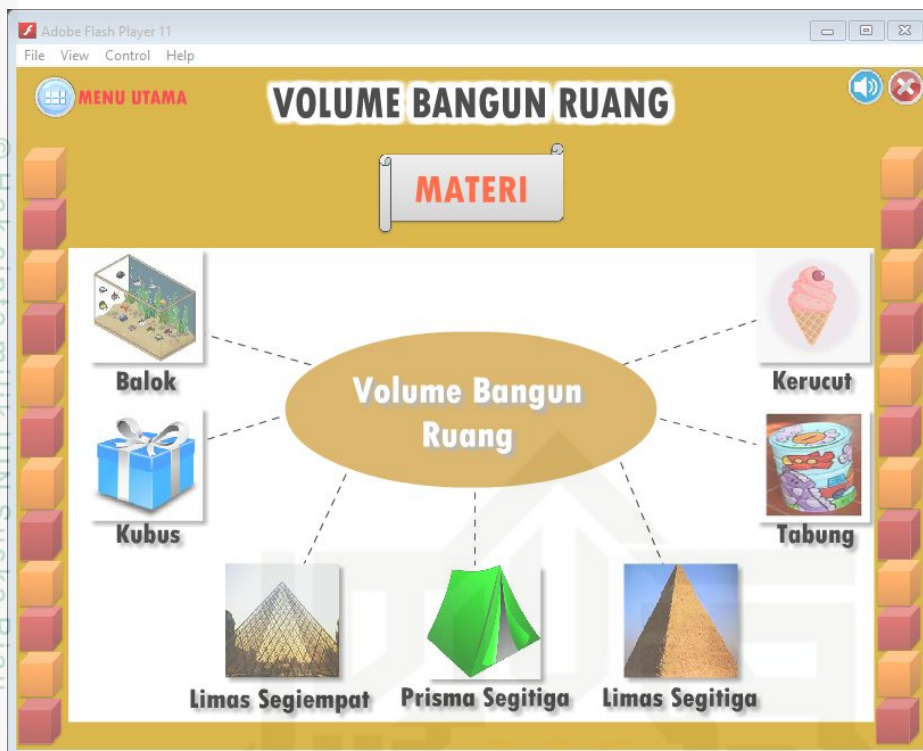 Adobe Flash Player 11
File View Control Help
MENU UTAMA
VOLUME BANGUN RUANG
MATERI
Balok
Kerucut
Volume Bangun
Ruang
Kubus
Tabung
Limas Segiempat
Prisma Segitiga
Limas Segitiga